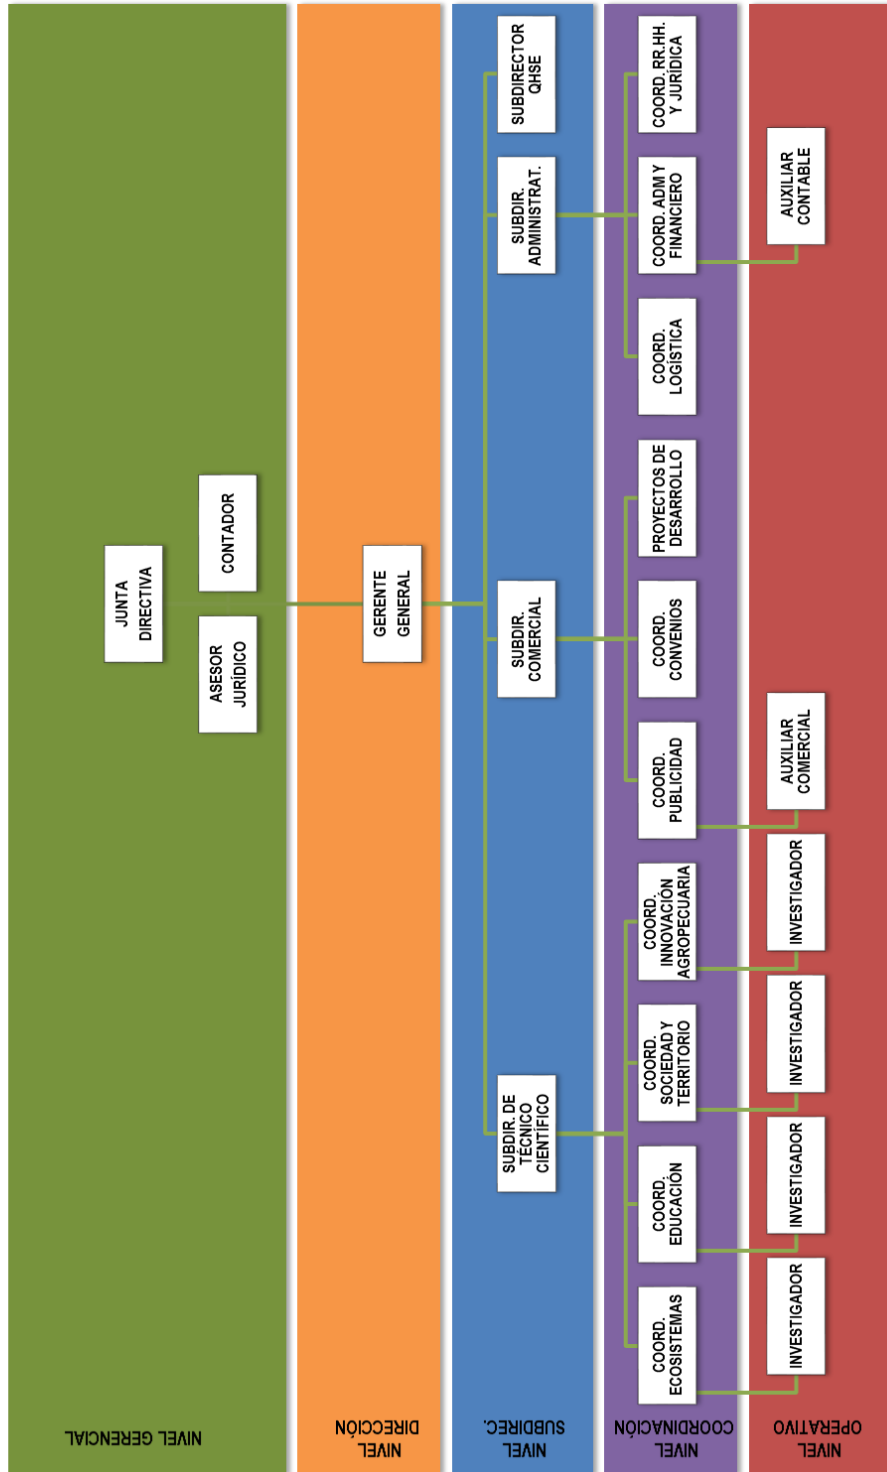 NIVEL GERENCIAL
JUNTA
DIRECTIVA
ASESOR
JURÍDICO
CONTADOR
NIVEL
DIRECCIÓN
GERENTE
GENERAL
NIVEL
SUBDIREC.
SUBDIR. DE
TÉCNICO
CIENTÍFICO
SUBDIR.
COMERCIAL
SUBDIR.
ADMINISTRAT.
SUBDIRECTOR
QHSE
NIVEL
COORDINACIÓN
COORD.
ECOSISTEMAS
COORD.
EDUCACIÓN
COORD.
SOCIEDAD Y
TERRITORIO
COORD.
INNOVACIÓN
AGROPECUARIA
COORD.
PUBLICIDAD
COORD.
CONVENIOS
PROYECTOS DE
DESARROLLO
COORD.
LOGÍSTICA
COORD. ADM Y
FINANCIERO
COORD. RR.HH.
Y JURÍDICA
NIVEL
OPERATIVO
INVESTIGADOR
INVESTIGADOR
INVESTIGADOR
INVESTIGADOR
AUXILIAR
COMERCIAL
AUXILIAR
CONTABLE